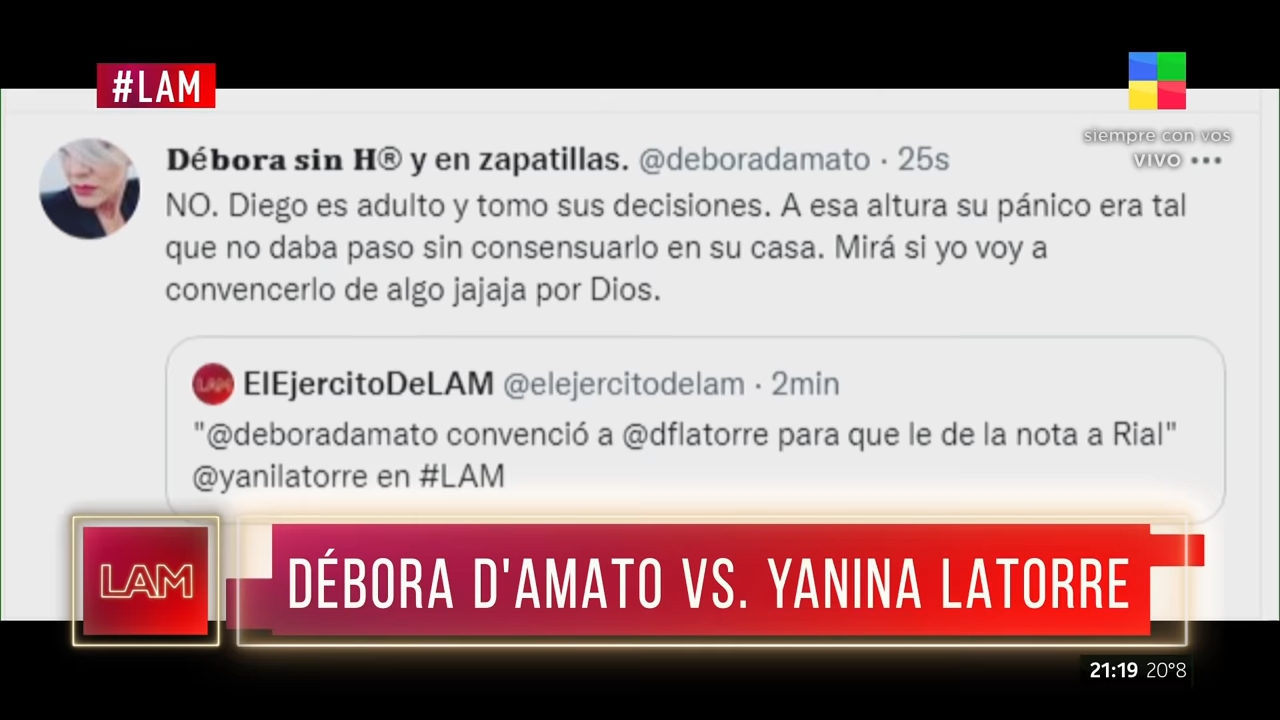 #LAM
siempre con vos
VIVO
Débora sin H® y en zapatillas. @deboradamato · 25s
NO. Diego es adulto y tomo sus decisiones. A esa altura su pánico era tal
que no daba paso sin consensuarlo en su casa. Mirá si yo voy a
convencerlo de algo jajaja por Dios.
LAM
ElEjercitoDeLAM @elejercitodelam · 2min
"@deboradamato convenció a @dflatorre para que le de la nota a Rial"
@yanilatorre en #LAM
LAM
DÉBORA D'AMATO VS. YANINA LATORRE
21:19 20°8